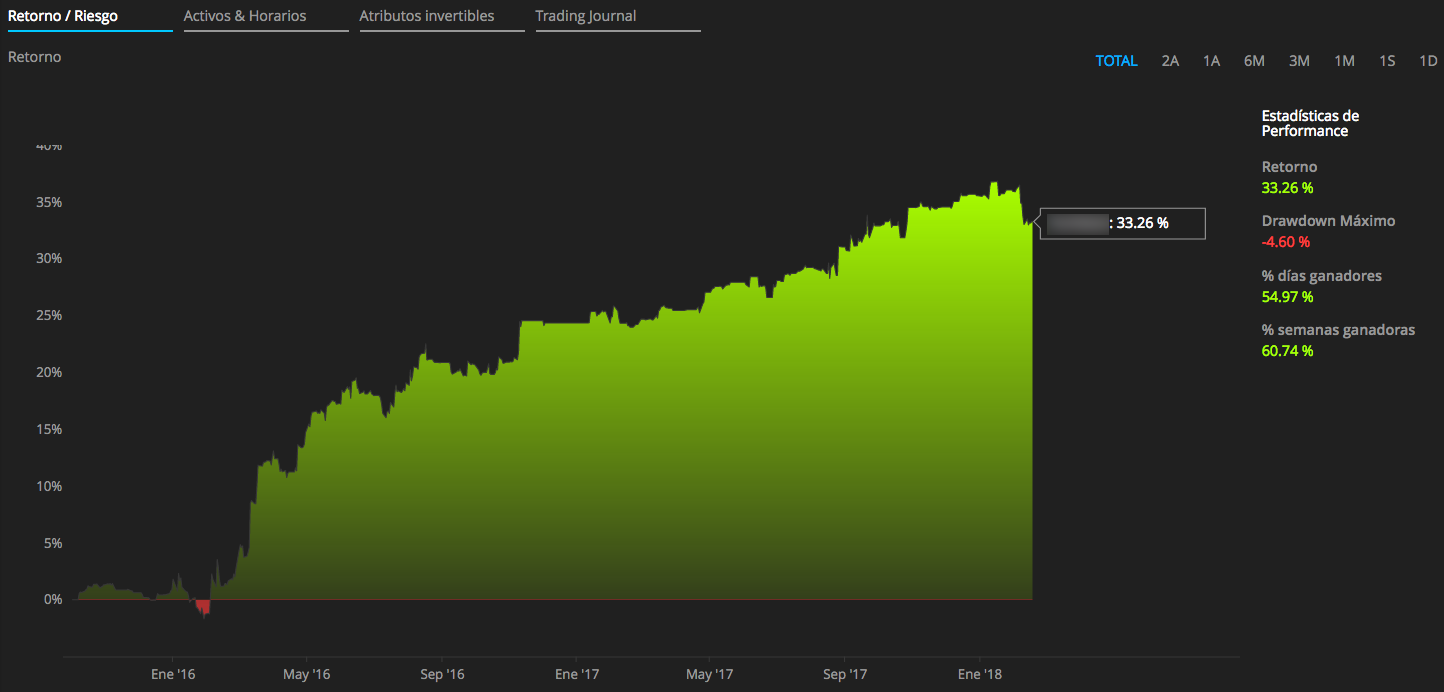 Retorno / Riesgo Activos & Horarios Atributos invertibles Trading Journal
Retorno
TOTAL 2A 1A 6M 3M 1M 1S 1D
Estadísticas de
Performance
Retorno
33.26 %
Drawdown Máximo
-4.60 %
% días ganadores
54.97 %
% semanas ganadoras
60.74 %
40%
35%
30%
25%
20%
15%
10%
5%
0%
: 33.26 %
Ene '16 May '16 Sep '16 Ene '17 May '17 Sep '17 Ene '18